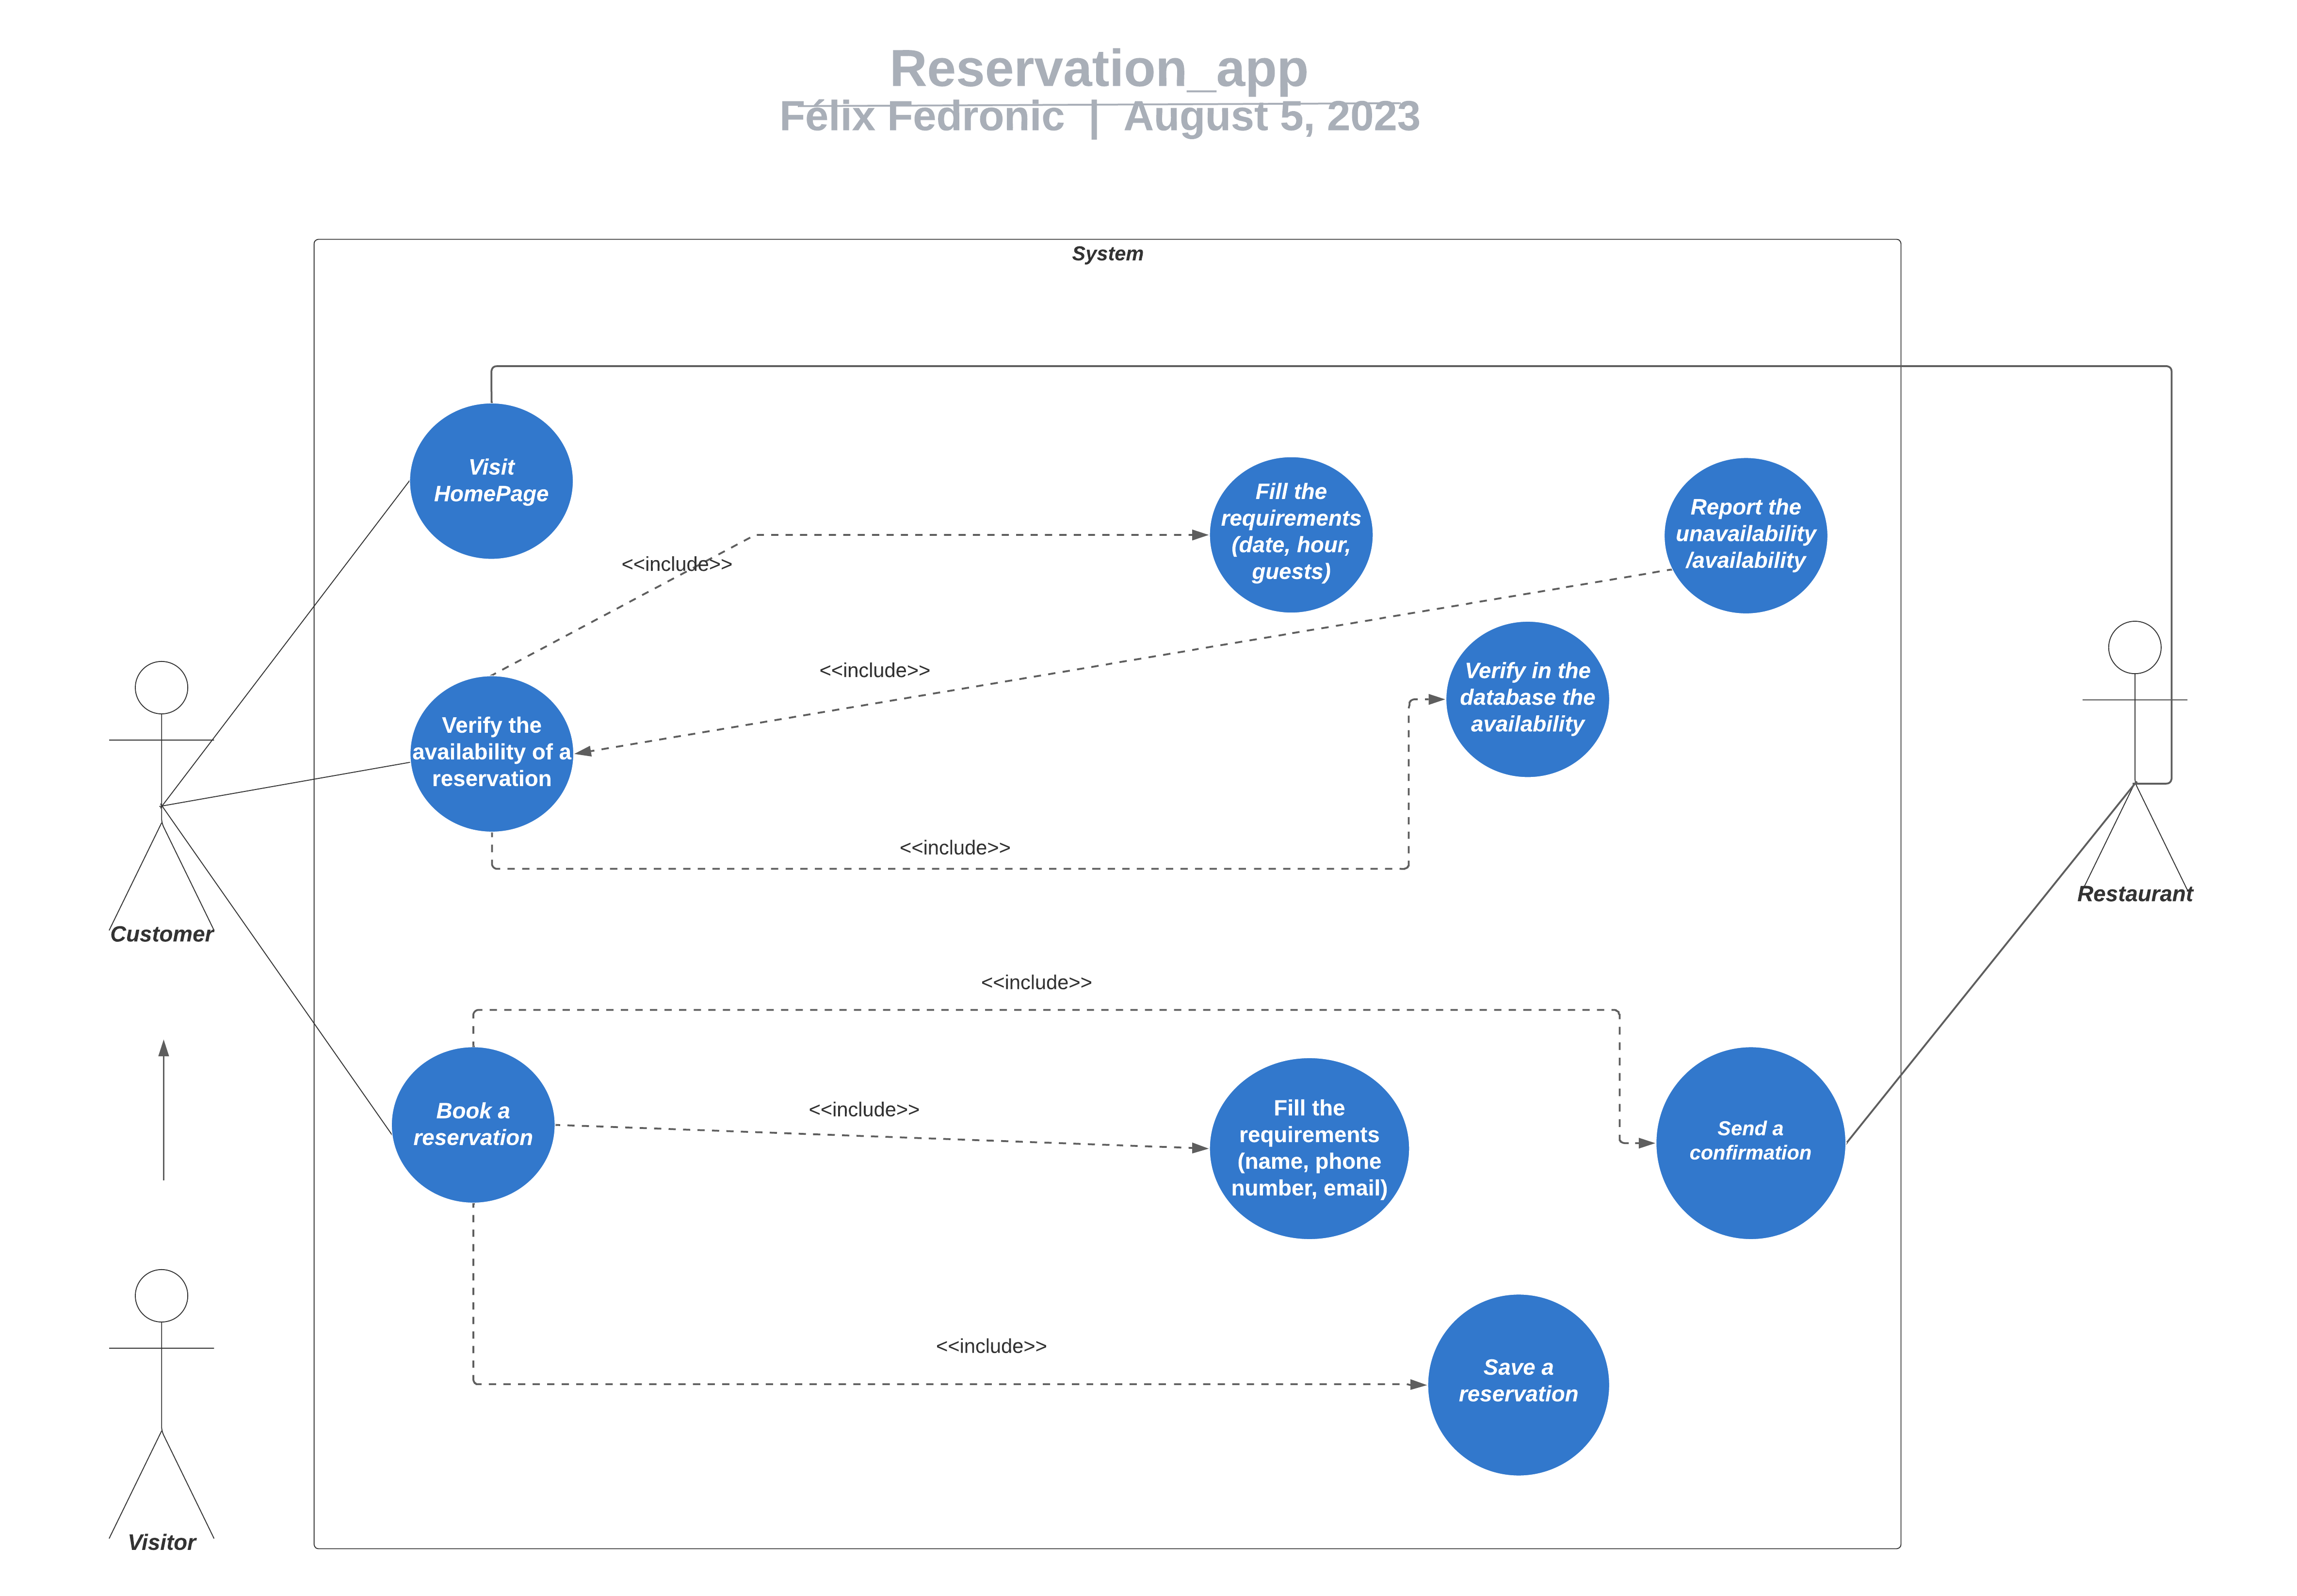 Reservation_app
Félix Fedronic | August 5, 2023
System
Visit
HomePage
Fill the
requirements
(date, hour,
guests)
Report the
unavailability
/availability
<<include>>
<<include>>
Verify in the
database the
availability
Verify the
availability of a
reservation
<<include>>
Customer
Restaurant
<<include>>
Book a
reservation
<<include>>
Fill the
requirements
(name, phone
number, email)
Send a
confirmation
<<include>>
Save a
reservation
Visitor